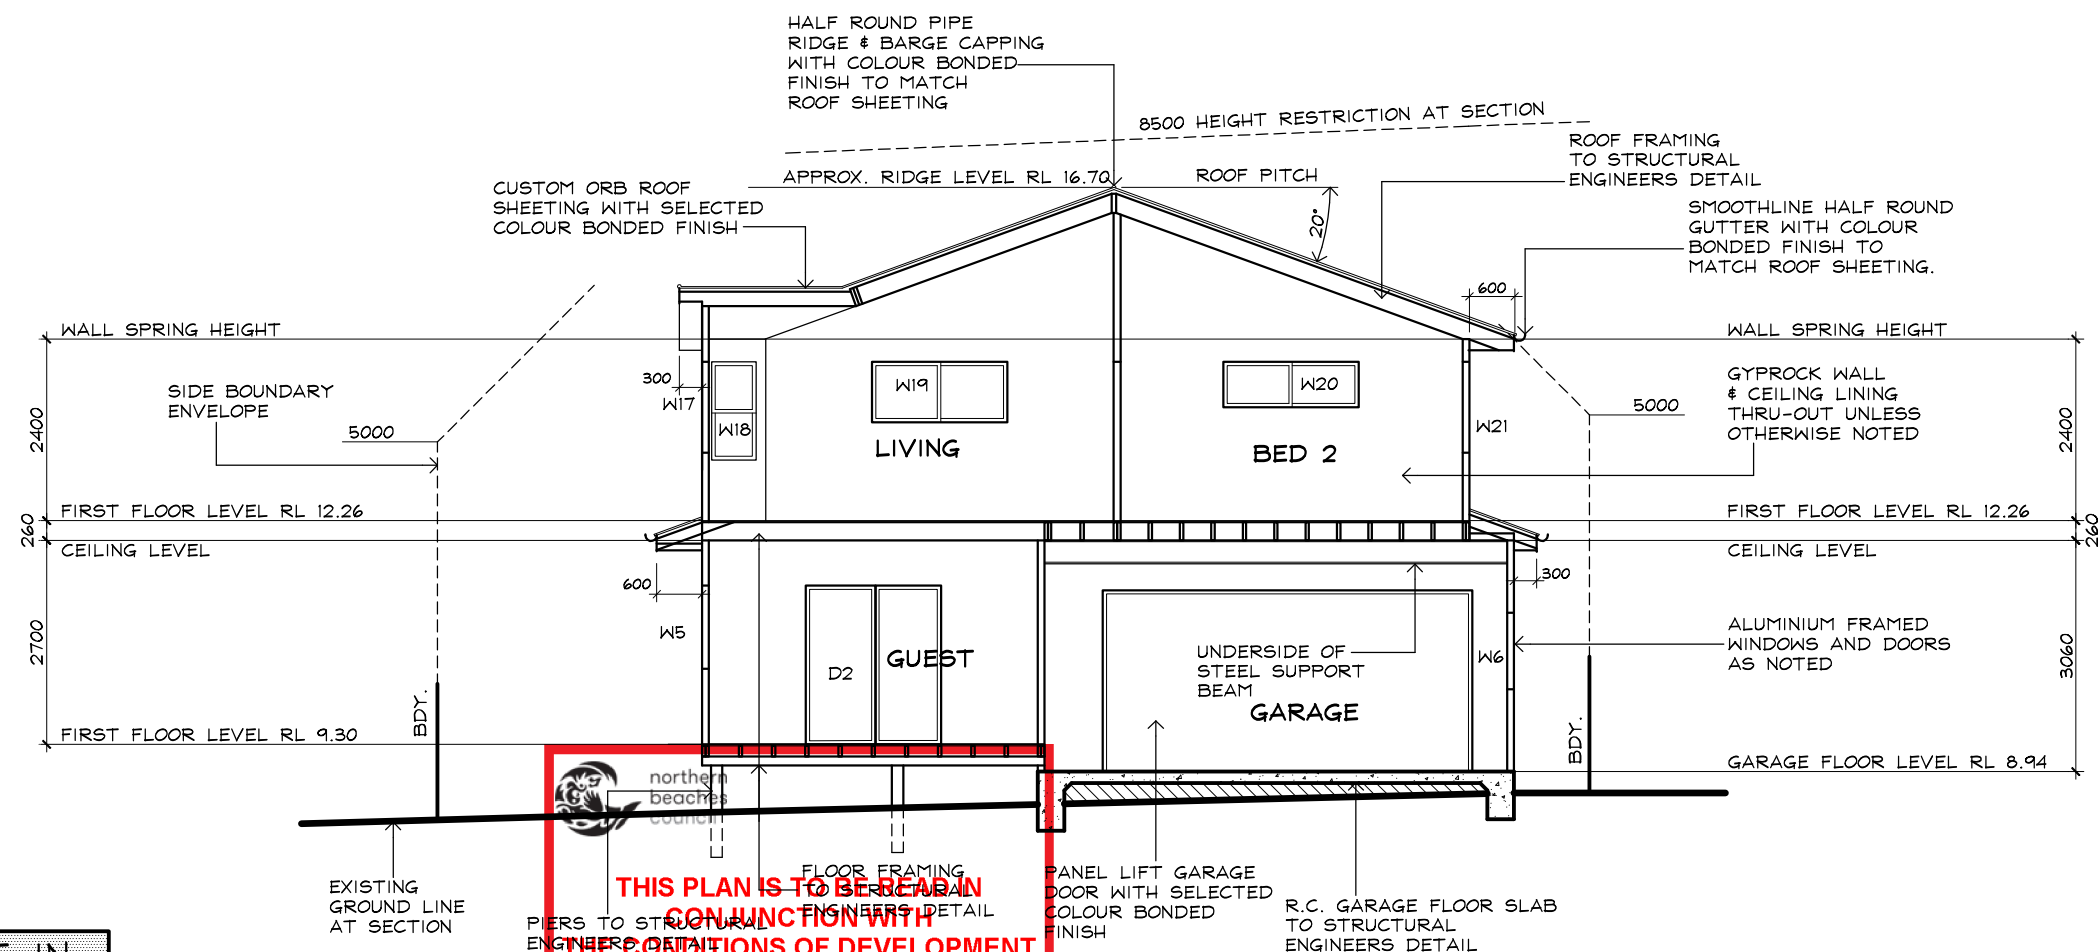 HALF ROUND PIPE
RIDGE & BARGE CAPPING
WITH COLOUR BONDED
FINISH TO MATCH
ROOF SHEETING
8500 HEIGHT RESTRICTION AT SECTION
ROOF FRAMING
TO STRUCTURAL
ENGINEERS DETAIL
APPROX. RIDGE LEVEL RL 16.70
ROOF PITCH
20°
CUSTOM ORB ROOF
SHEETING WITH SELECTED
COLOUR BONDED FINISH
SMOOTHLINE HALF ROUND
GUTTER WITH COLOUR
BONDED FINISH TO
MATCH ROOF SHEETING.
600
WALL SPRING HEIGHT
WALL SPRING HEIGHT
SIDE BOUNDARY
ENVELOPE
5000
300
W17
W18
W19
LIVING
W20
BED 2
W21
5000
GYPROCK WALL
& CEILING LINING
THRU-OUT UNLESS
OTHERWISE NOTED
2400
2400
FIRST FLOOR LEVEL RL 12.26
FIRST FLOOR LEVEL RL 12.26
260
260
CEILING LEVEL
CEILING LEVEL
600
300
W5
D2
GUEST
UNDERSIDE OF
STEEL SUPPORT
BEAM
GARAGE
W6
ALUMINIUM FRAMED
WINDOWS AND DOORS
AS NOTED
2700
3060
BDY.
BDY.
FIRST FLOOR LEVEL RL 9.30
GARAGE FLOOR LEVEL RL 8.94
northern
beaches
council
THIS PLAN IS TO BE READ IN
CONJUNCTION WITH
THE CONDITIONS OF DEVELOPMENT
EXISTING
GROUND LINE
AT SECTION
PIERS TO STRUCTURAL
ENGINEERS DETAIL
FLOOR FRAMING
TO STRUCTURAL
ENGINEERS DETAIL
PANEL LIFT GARAGE
DOOR WITH SELECTED
COLOUR BONDED
FINISH
R.C. GARAGE FLOOR SLAB
TO STRUCTURAL
ENGINEERS DETAIL